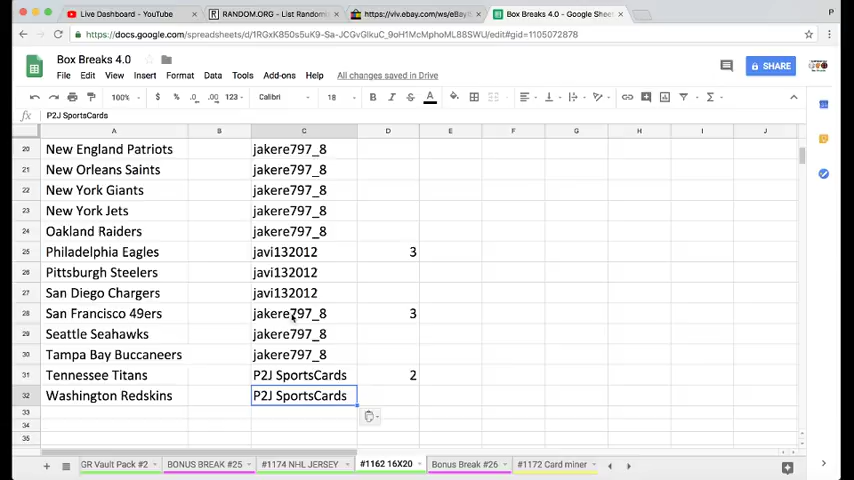 Live Dashboard - YouTube
RANDOM.ORG - List Random
https://viv.ebay.com/ws/eBay
Box Breaks 4.0 - Google Sheet
P
https://docs.google.com/spreadsheets/d/
/edit#gid=1105072878
Box Breaks 4.0
File Edit View Insert Format Data Tools Add-ons Help All changes saved in Drive
SHARE
100% $ % .0 .00 123 Calibri 18 B I S A
fx P2J SportsCards
A B C D E F G H I J
20 New England Patriots jakere797_8
21 New Orleans Saints jakere797_8
22 New York Giants jakere797_8
23 New York Jets jakere797_8
24 Oakland Raiders jakere797_8
25 Philadelphia Eagles javi132012 3
26 Pittsburgh Steelers javi132012
27 San Diego Chargers javi132012
28 San Francisco 49ers jakere797_8 3
29 Seattle Seahawks jakere797_8
30 Tampa Bay Buccaneers jakere797_8
31 Tennessee Titans P2J SportsCards 2
32 Washington Redskins P2J SportsCards
33
34
35
GR Vault Pack #2 BONUS BREAK #25 #1174 NHL JERSEY #1162 16X20 Bonus Break #26 #1172 Card miner